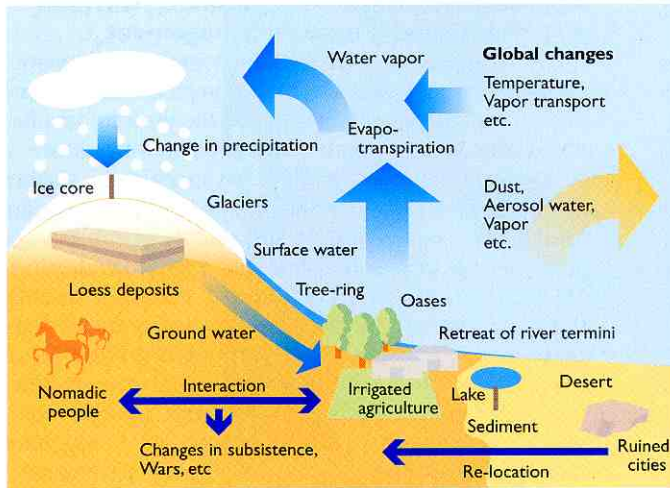 Water vapor
Global changes
Temperature,
Vapor transport
etc.
Change in precipitation
Evapo-
transpiration
Ice core
Glaciers
Dust,
Aerosol water,
Vapor
etc.
Surface water
Loess deposits
Tree-ring
Oases
Ground water
Retreat of river termini
Nomadic
people
Interaction
Irrigated
agriculture
Lake
Desert
Sediment
Changes in subsistence,
Wars, etc
Re-location
Ruined
cities